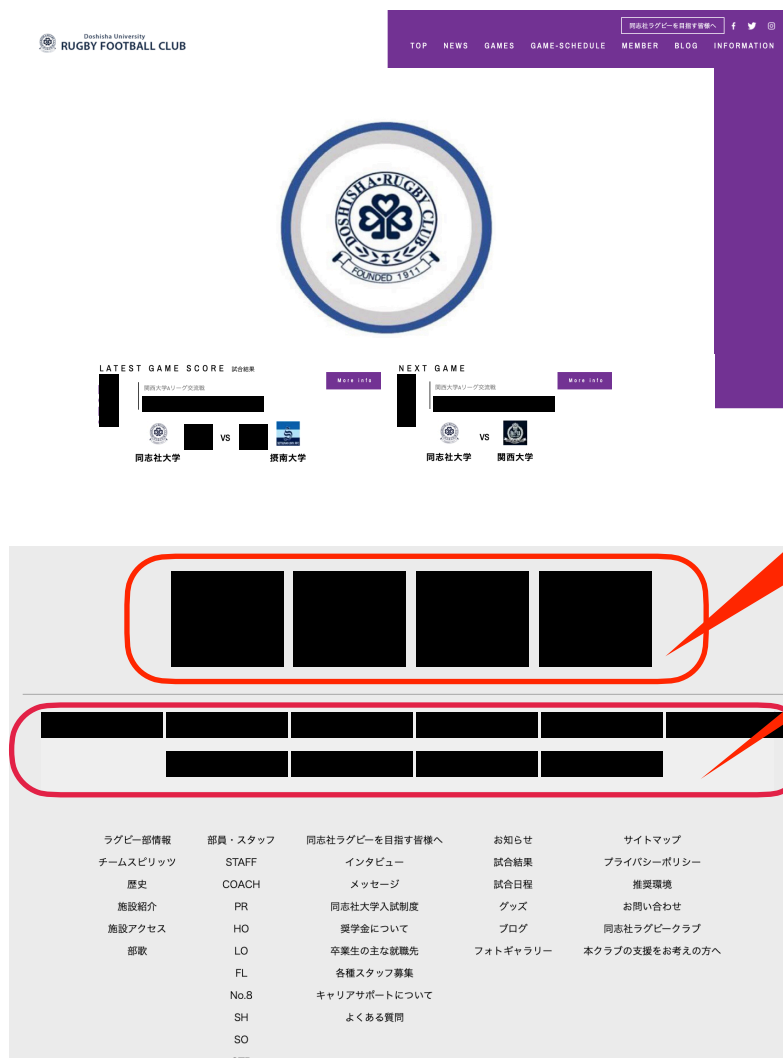 Doshisha University
RUGBY FOOTBALL CLUB
同志社ラグビーを目指す皆様へ
TOP NEWS GAMES GAME-SCHEDULE MEMBER BLOG INFORMATION
DOSHISHA・RUGBY CLUB
FOUNDED 1911
LATEST GAME SCORE 試合結果
関西大学Aリーグ交流戦
More info
同志社大学 VS 摂南大学
NEXT GAME
関西大学Aリーグ交流戦
More info
同志社大学 VS 関西大学
ラグビー部情報
チームスピリッツ
歴史
施設紹介
施設アクセス
部歌
部員・スタッフ
STAFF
COACH
PR
HO
LO
FL
No.8
SH
SO
同志社ラグビーを目指す皆様へ
インタビュー
メッセージ
同志社大学入試制度
奨学金について
卒業生の主な就職先
各種スタッフ募集
キャリアサポートについて
よくある質問
お知らせ
試合結果
試合日程
グッズ
ブログ
フォトギャラリー
サイトマップ
プライバシーポリシー
推奨環境
お問い合わせ
同志社ラグビークラブ
本クラブの支援をお考えの方へ